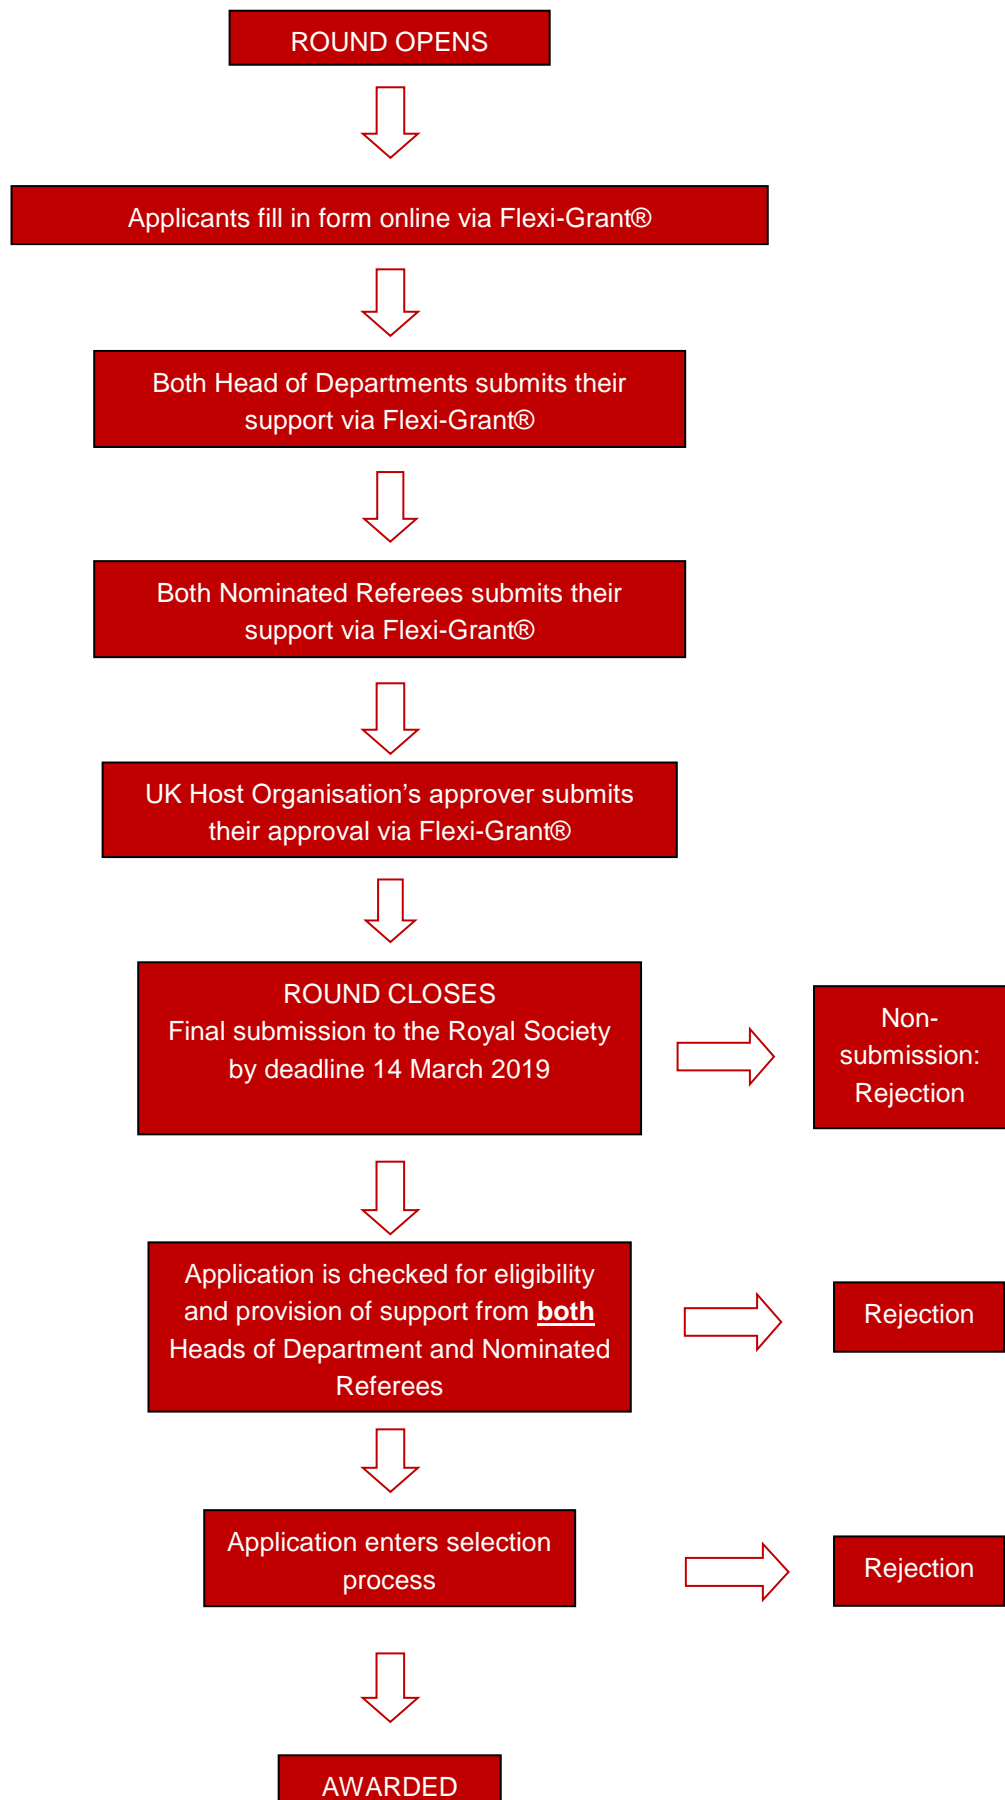 ROUND OPENS
Applicants fill in form online via Flexi-Grant®
Both Head of Departments submits their
support via Flexi-Grant®
Both Nominated Referees submits their
support via Flexi-Grant®
UK Host Organisation’s approver submits
their approval via Flexi-Grant®
ROUND CLOSES
Final submission to the Royal Society
by deadline 14 March 2019
Non-
submission:
Rejection
Application is checked for eligibility
and provision of support from both
Heads of Department and Nominated
Referees
Rejection
Application enters selection
process
Rejection
AWARDED